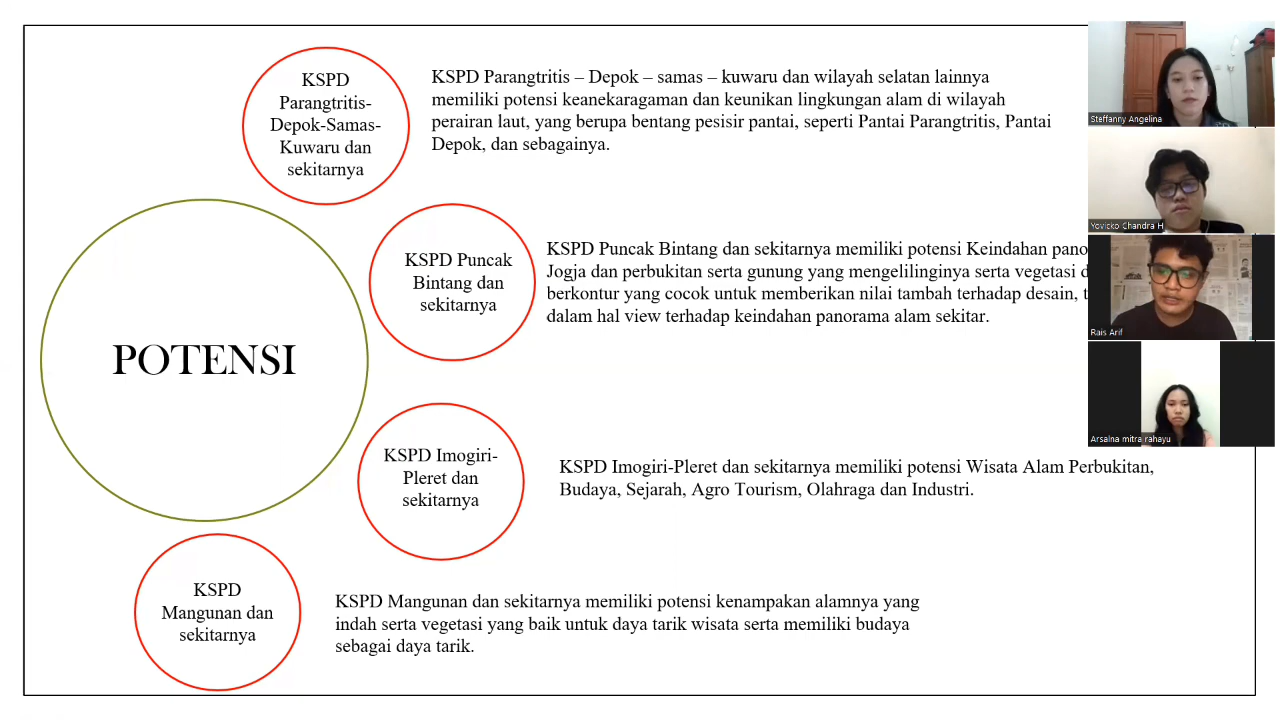 KSPD
Parangtritis-
Depok-Samas-
Kuwaru dan
sekitarnya
KSPD Parangtritis – Depok – samas – kuwaru dan wilayah selatan lainnya
memiliki potensi keanekaragaman dan keunikan lingkungan alam di wilayah
perairan laut, yang berupa bentang pesisir pantai, seperti Pantai Parangtritis, Pantai
Depok, dan sebagainya.
KSPD Puncak
Bintang dan
sekitarnya
KSPD Puncak Bintang dan sekitarnya memiliki potensi Keindahan
Jogja dan perbukitan serta gunung yang mengelilinginya serta vegetasi
berkontur yang cocok untuk memberikan nilai tambah terhadap desain,
dalam hal view terhadap keindahan panorama alam sekitar.
POTENSI
KSPD Imogiri-
Pleret dan
sekitarnya
KSPD Imogiri-Pleret dan sekitarnya memiliki potensi Wisata Alam Perbukitan,
Budaya, Sejarah, Agro Tourism, Olahraga dan Industri.
KSPD
Mangunan dan
sekitarnya
KSPD Mangunan dan sekitarnya memiliki potensi kenampakan alamnya yang
indah serta vegetasi yang baik untuk daya tarik wisata serta memiliki budaya
sebagai daya tarik.
Steffanny Angelina
Yovicko Chandra H
Rais Arif
Arsalna mitra rahayu